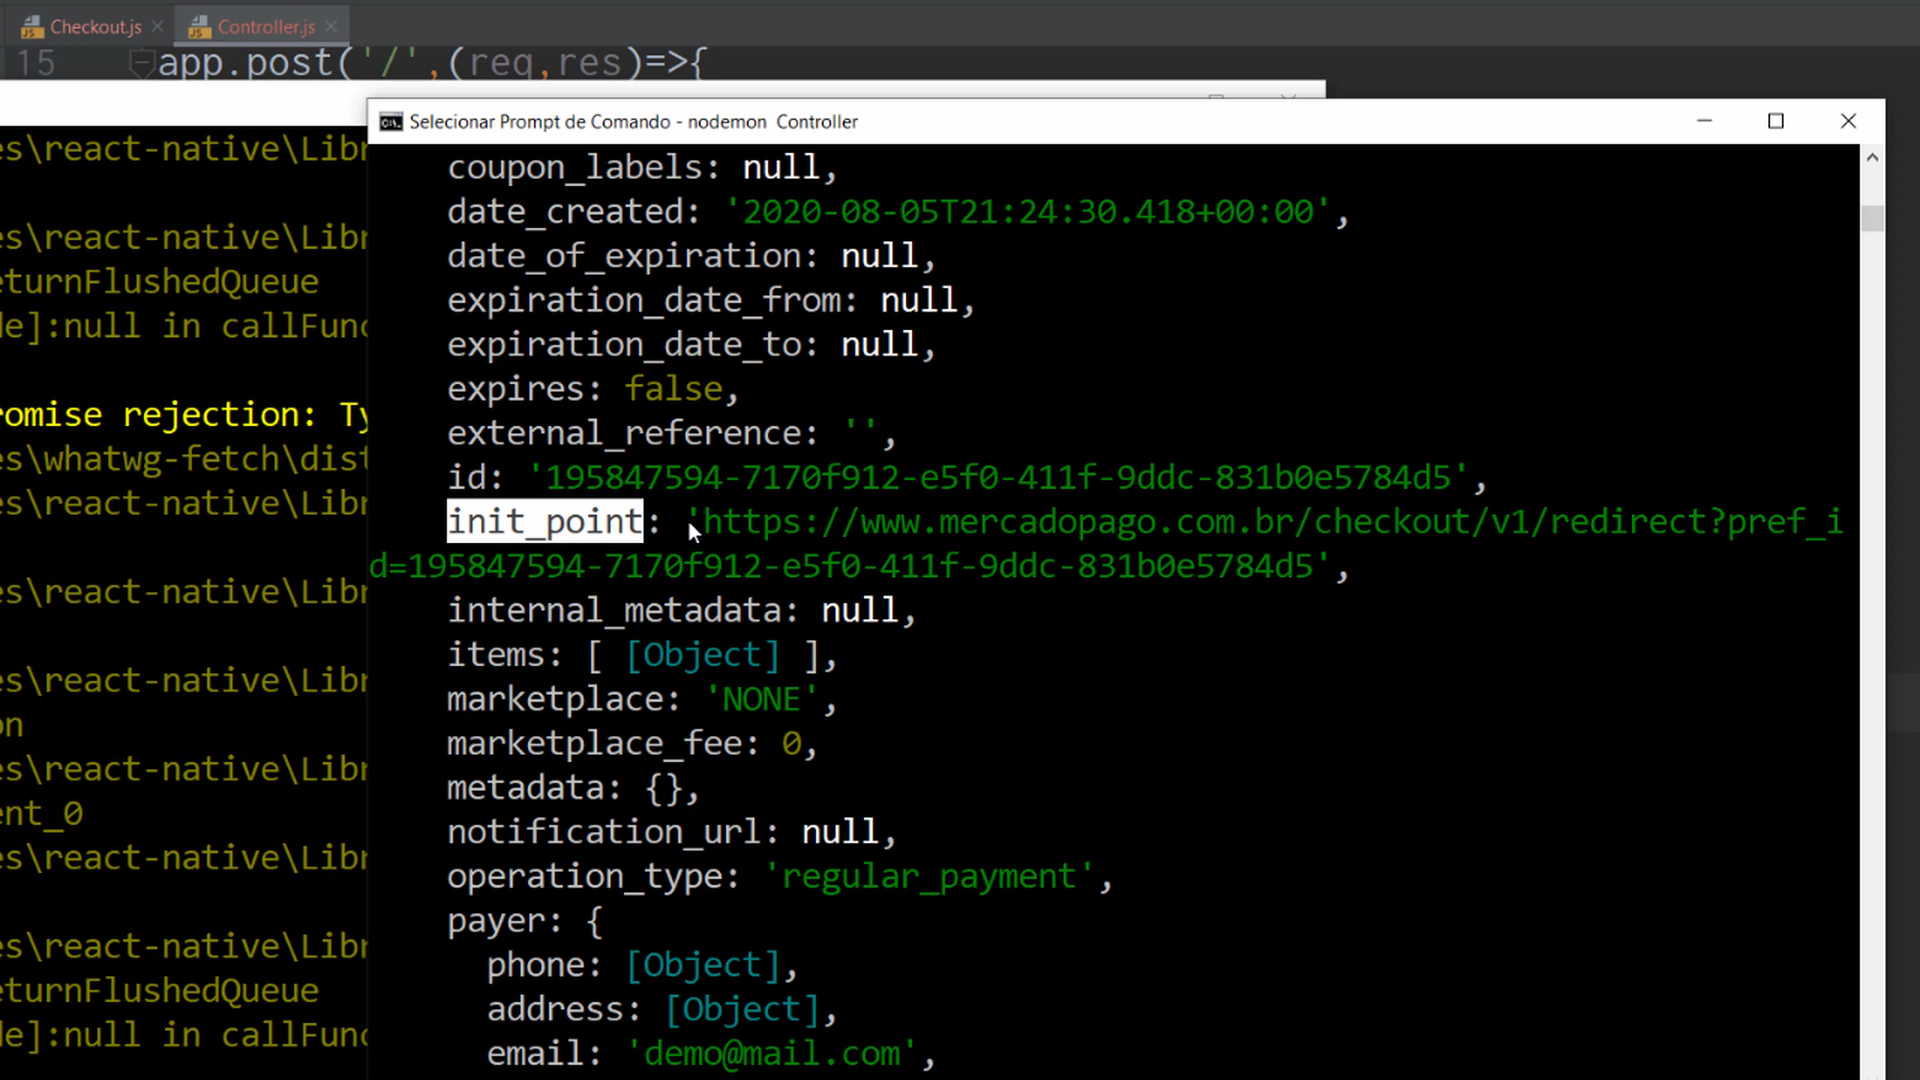 Checkout.js
Controller.js
15 app.post('/',(req,res)=>{
Selecionar Prompt de Comando - nodemon  Controller
es\react-native\Libr
es\react-native\Libr
eturnFlushedQueue
de]:null in callFunc
romise rejection: Ty
es\whatwg-fetch\dist
es\react-native\Libr
es\react-native\Libr
es\react-native\Libr
on
es\react-native\Libr
ent_0
es\react-native\Libr
es\react-native\Libr
eturnFlushedQueue
de]:null in callFunc
coupon_labels: null,
date_created: '2020-08-05T21:24:30.418+00:00',
date_of_expiration: null,
expiration_date_from: null,
expiration_date_to: null,
expires: false,
external_reference: '',
id: '195847594-7170f912-e5f0-411f-9ddc-831b0e5784d5',
init_point: 'https://www.mercadopago.com.br/checkout/v1/redirect?pref_i
d=195847594-7170f912-e5f0-411f-9ddc-831b0e5784d5',
internal_metadata: null,
items: [ [Object] ],
marketplace: 'NONE',
marketplace_fee: 0,
metadata: {},
notification_url: null,
operation_type: 'regular_payment',
payer: {
phone: [Object],
address: [Object],
email: 'demo@mail.com',